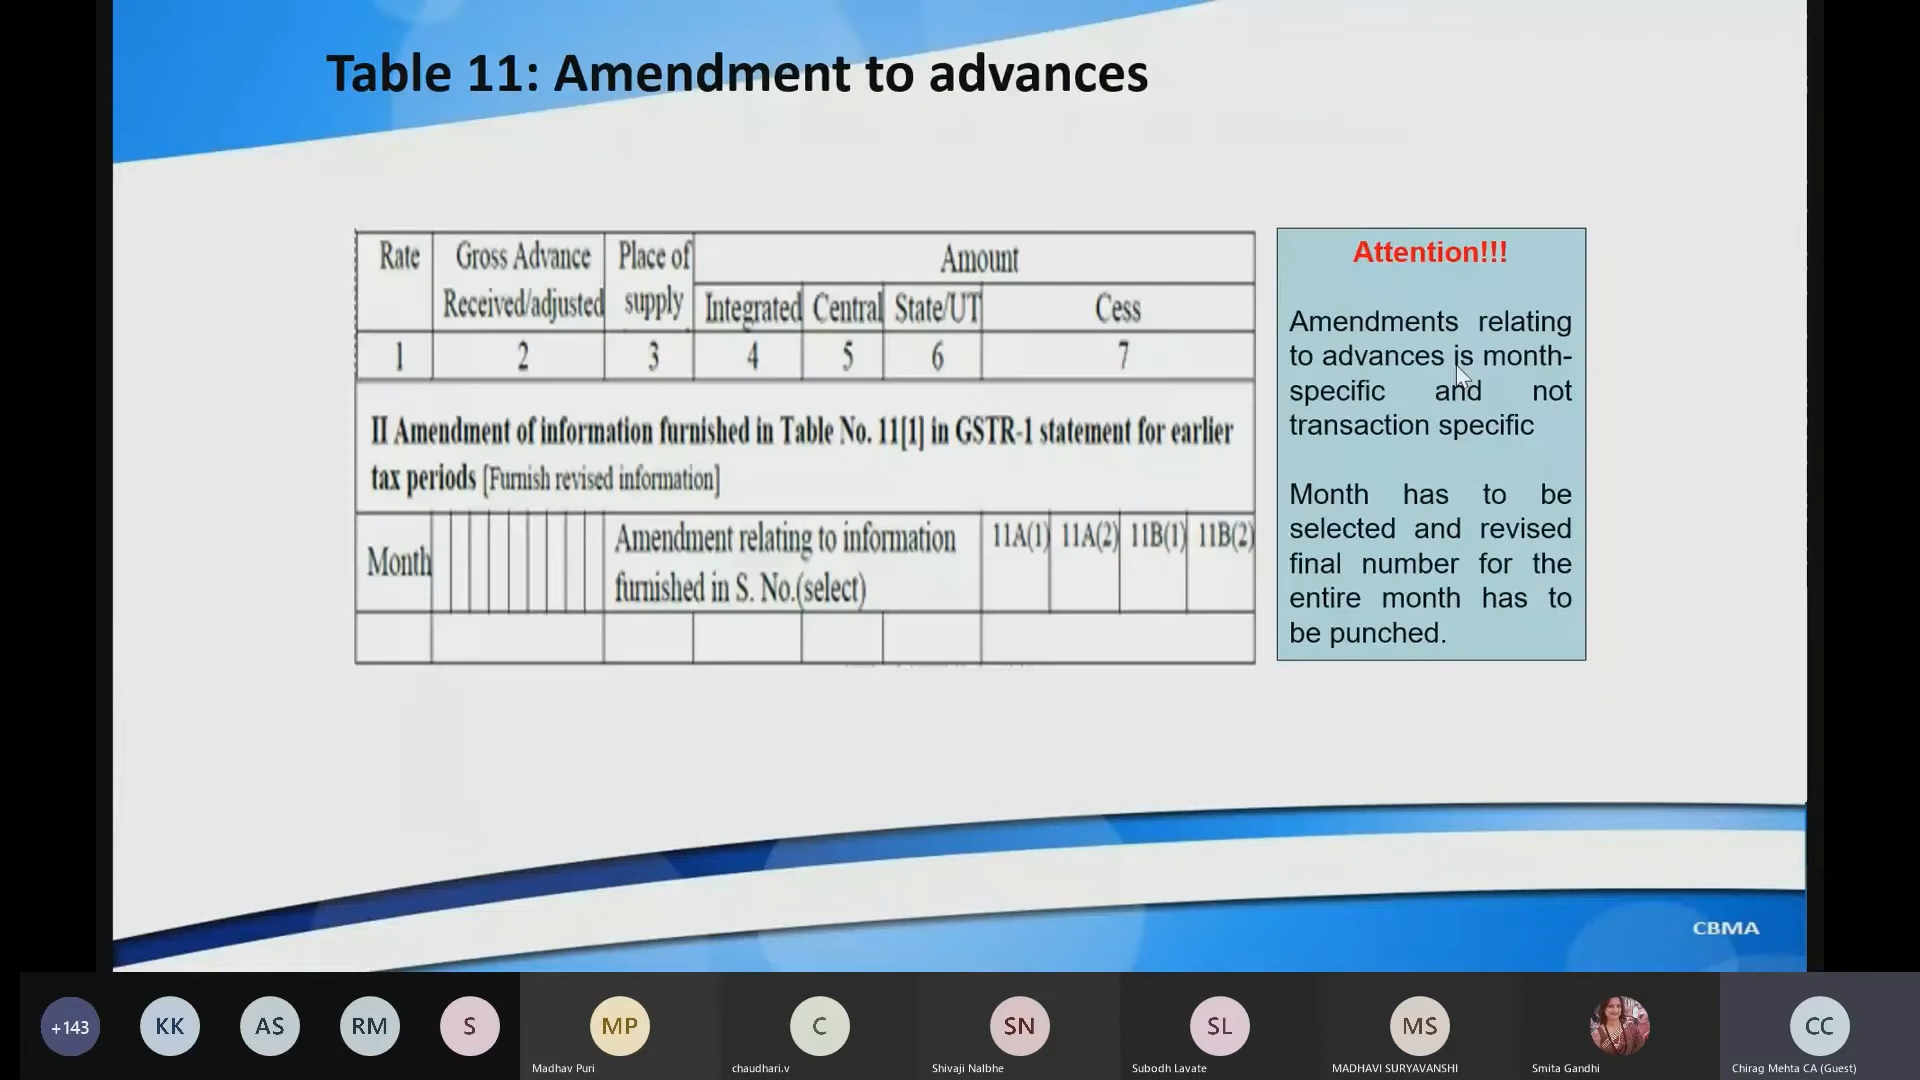 Table 11: Amendment to advances
Rate
Gross Advance
Received/adjusted
Place of
supply
Amount
Integrated
Central
State/UT
Cess
1
2
3
4
5
6
7
II Amendment of information furnished in Table No. 11[1] in GSTR-1 statement for earlier
tax periods [Furnish revised information]
Month
Amendment relating to information
furnished in S. No.(select)
11A(1)
11A(2)
11B(1)
11B(2)
Attention!!!
Amendments relating
to advances is month-
specific and not
transaction specific
Month has to be
selected and revised
final number for the
entire month has to
be punched.
CBMA
+143
KK
AS
RM
S
MP
C
SN
SL
MS
CC
Madhav Puri
chaudhari.v
Shivaji Nalbhe
Subodh Lavate
MADHAVI SURYAVANSHI
Smita Gandhi
Chirag Mehta CA (Guest)